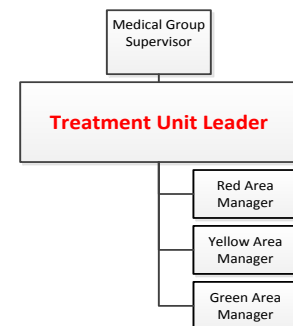 Medical Group
Supervisor
Treatment Unit Leader
Red Area
Manager
Yellow Area
Manager
Green Area
Manager